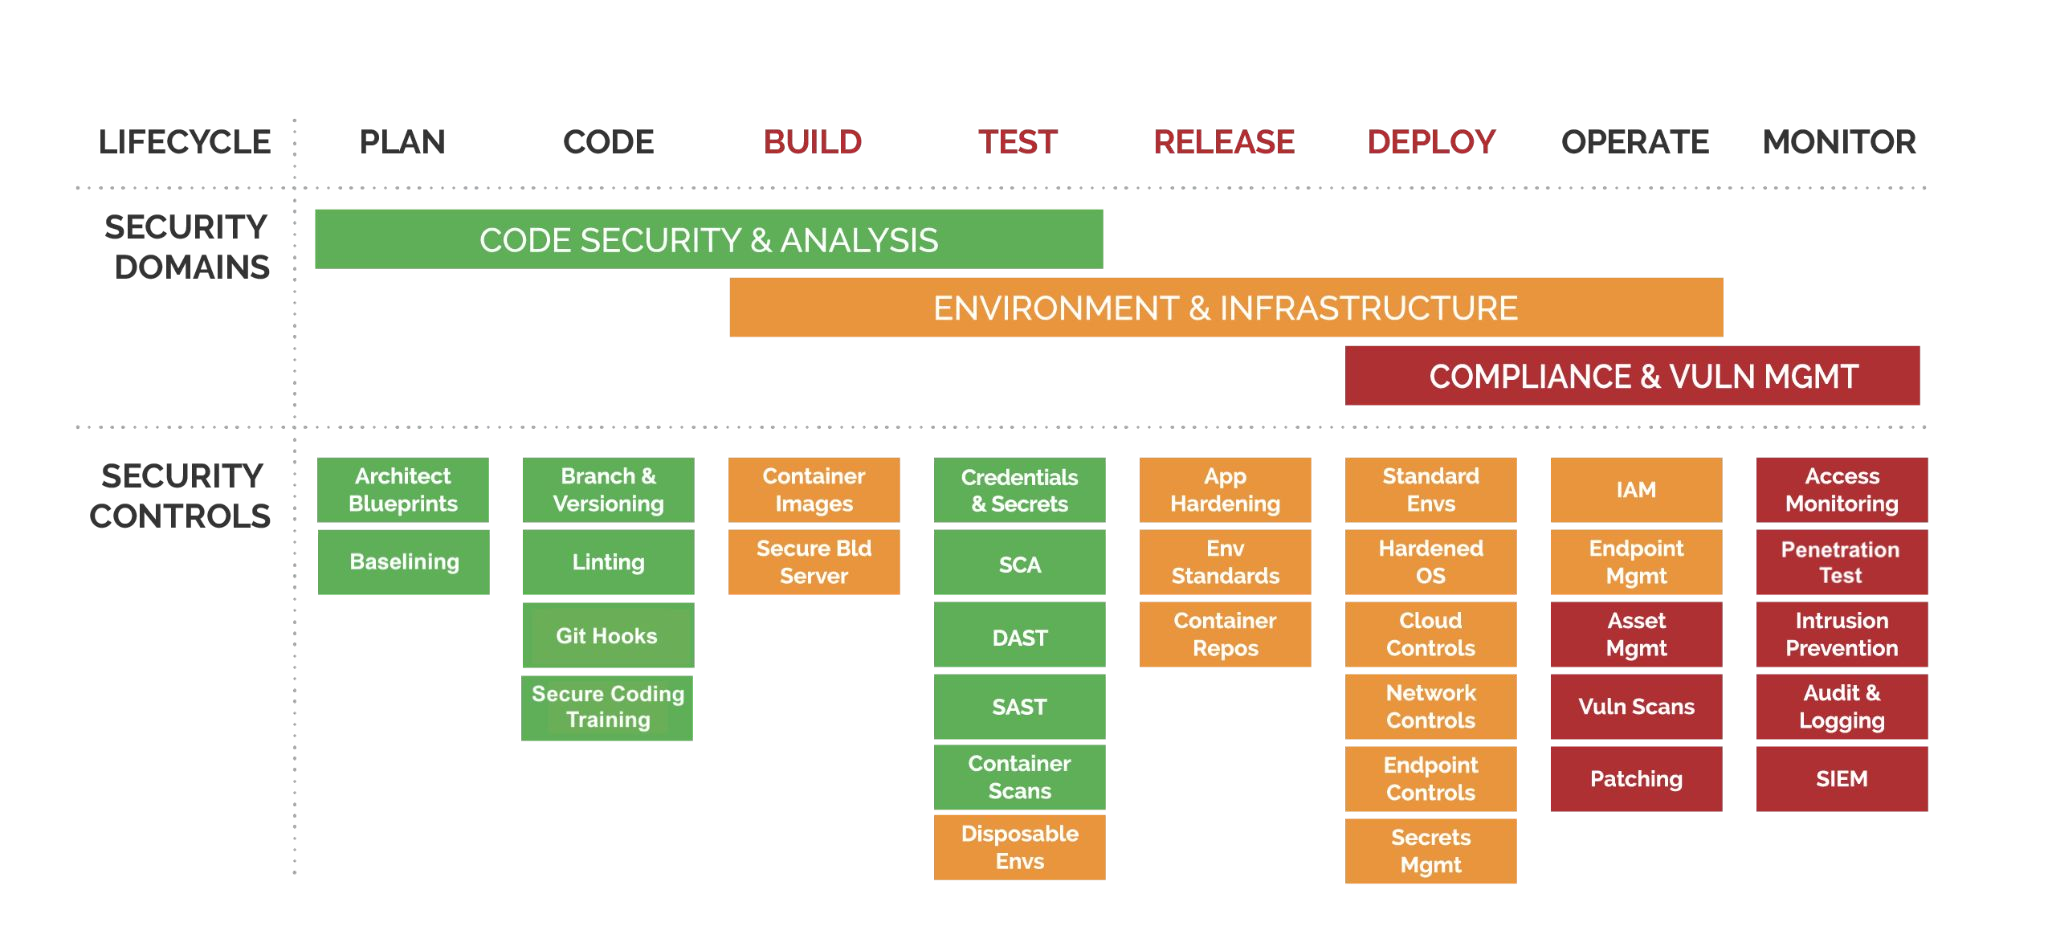 LIFECYCLE PLAN CODE BUILD TEST RELEASE DEPLOY OPERATE MONITOR
SECURITY
DOMAINS
CODE SECURITY & ANALYSIS
ENVIRONMENT & INFRASTRUCTURE
COMPLIANCE & VULN MGMT
SECURITY
CONTROLS
Architect
Blueprints
Baselining
Branch &
Versioning
Linting
Git Hooks
Secure Coding
Training
Container
Images
Secure Bld
Server
Credentials
& Secrets
SCA
DAST
SAST
Container
Scans
Disposable
Envs
App
Hardening
Env
Standards
Container
Repos
Standard
Envs
Hardened
OS
Cloud
Controls
Network
Controls
Endpoint
Controls
Secrets
Mgmt
IAM
Endpoint
Mgmt
Asset
Mgmt
Vuln Scans
Patching
Access
Monitoring
Penetration
Test
Intrusion
Prevention
Audit &
Logging
SIEM